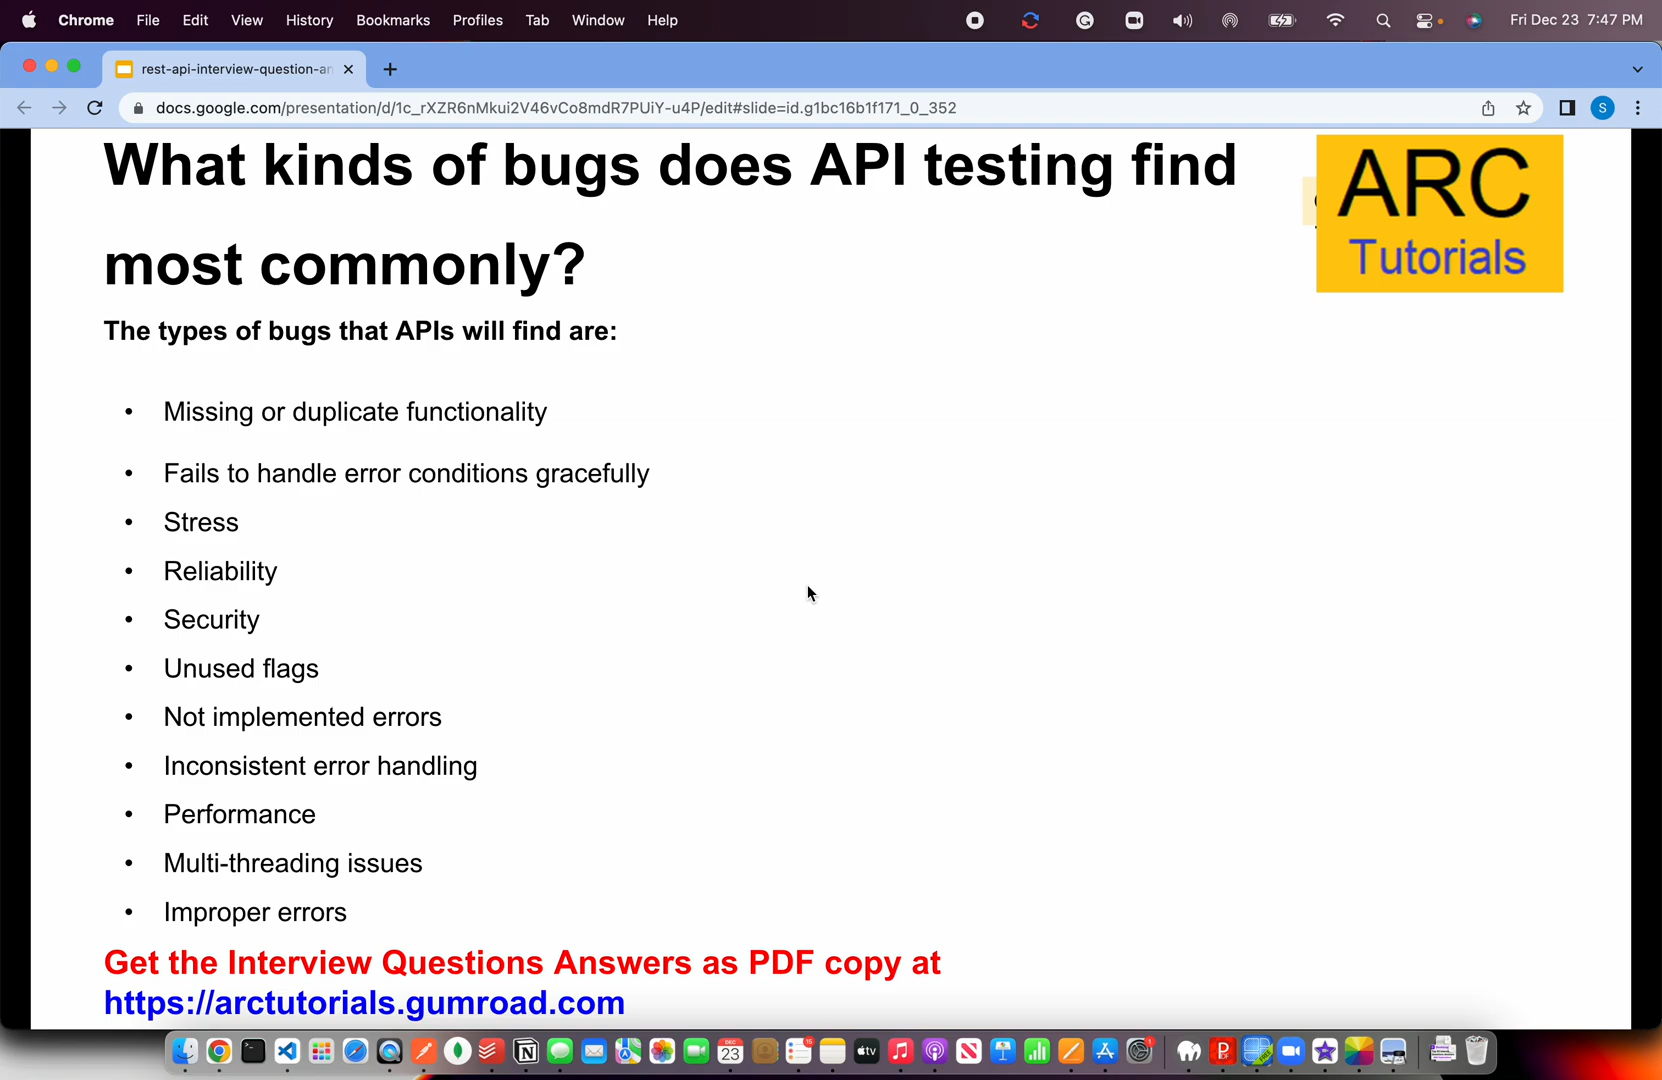 Chrome File Edit View History Bookmarks Profiles Tab Window Help Fri Dec 23 7:47 PM
rest-api-interview-question-an
docs.google.com/presentation/d/1c_rXZR6nMkui2V46vCo8mdR7PUiY-u4P/edit#slide=id.g1bc16b1f171_0_352
S
What kinds of bugs does API testing find
most commonly?
ARC
Tutorials
The types of bugs that APIs will find are:
• Missing or duplicate functionality
• Fails to handle error conditions gracefully
• Stress
• Reliability
• Security
• Unused flags
• Not implemented errors
• Inconsistent error handling
• Performance
• Multi-threading issues
• Improper errors
Get the Interview Questions Answers as PDF copy at
https://arctutorials.gumroad.com
DEC
23
tv